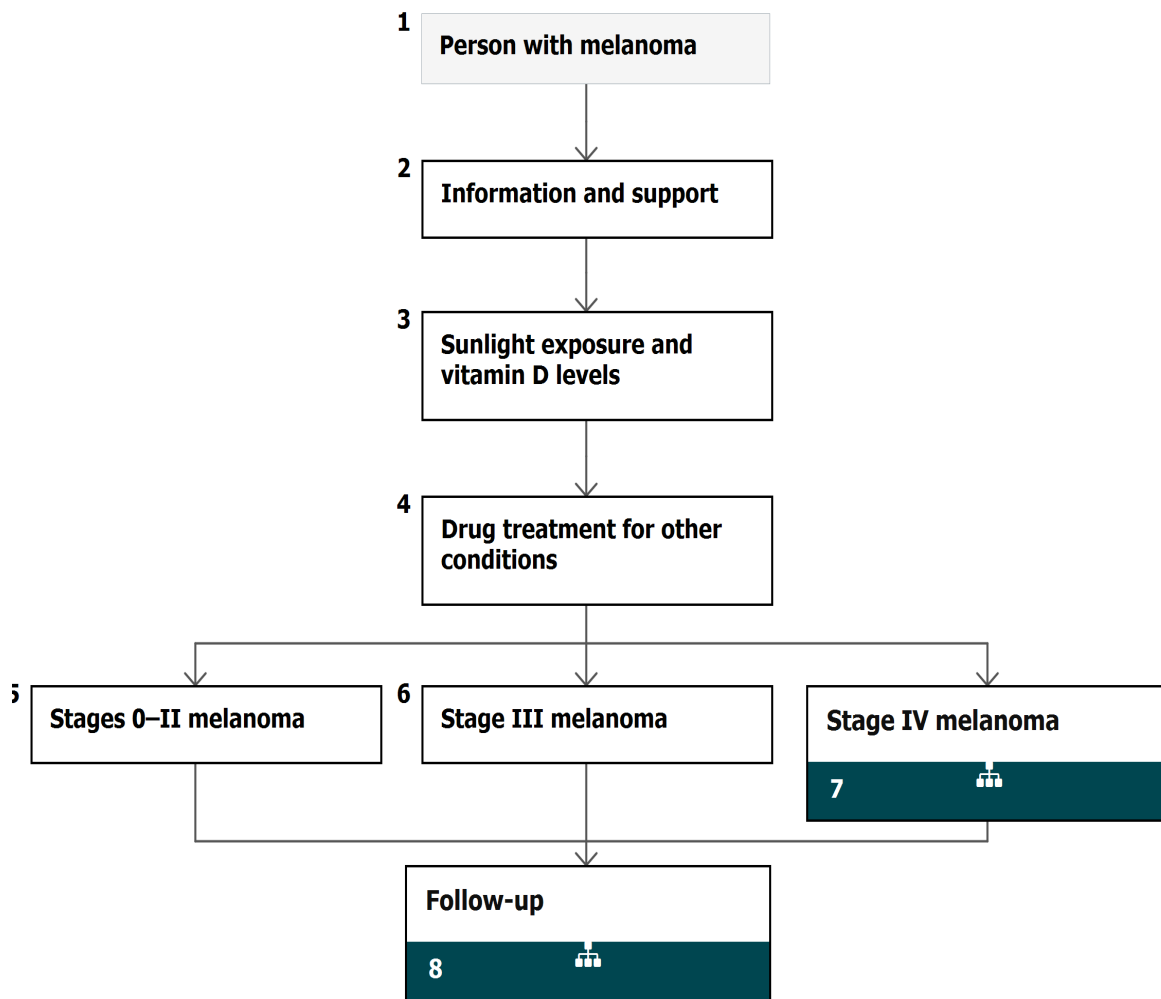 1
Person with melanoma
2
Information and support
3
Sunlight exposure and
vitamin D levels
4
Drug treatment for other
conditions
5
Stages 0–II melanoma
6
Stage III melanoma
Stage IV melanoma
7
Follow-up
8